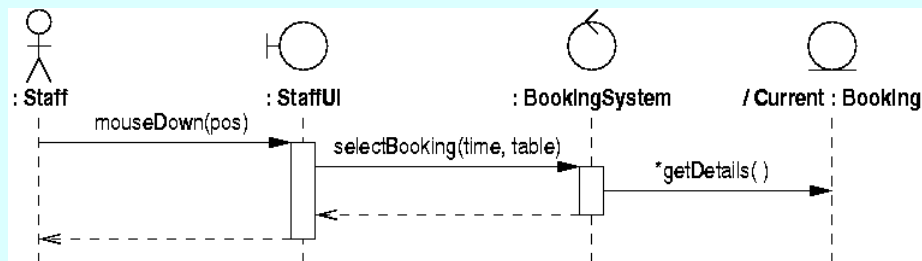 : Staff
: StaffUI
: BookingSystem
/ Current : Booking
mouseDown(pos)
selectBooking(time, table)
*getDetails( )